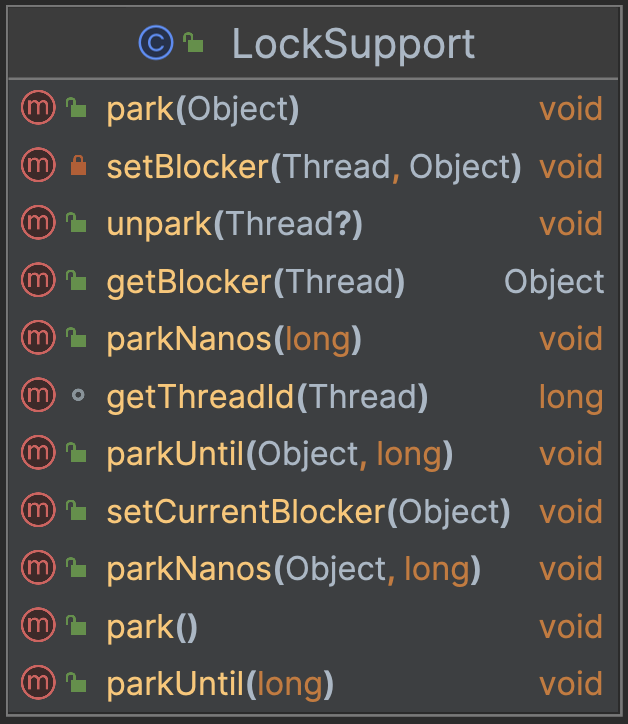 LockSupport
park(Object) void
setBlocker(Thread, Object) void
unpark(Thread?) void
getBlocker(Thread) Object
parkNanos(long) void
getThreadId(Thread) long
parkUntil(Object, long) void
setCurrentBlocker(Object) void
parkNanos(Object, long) void
park() void
parkUntil(long) void